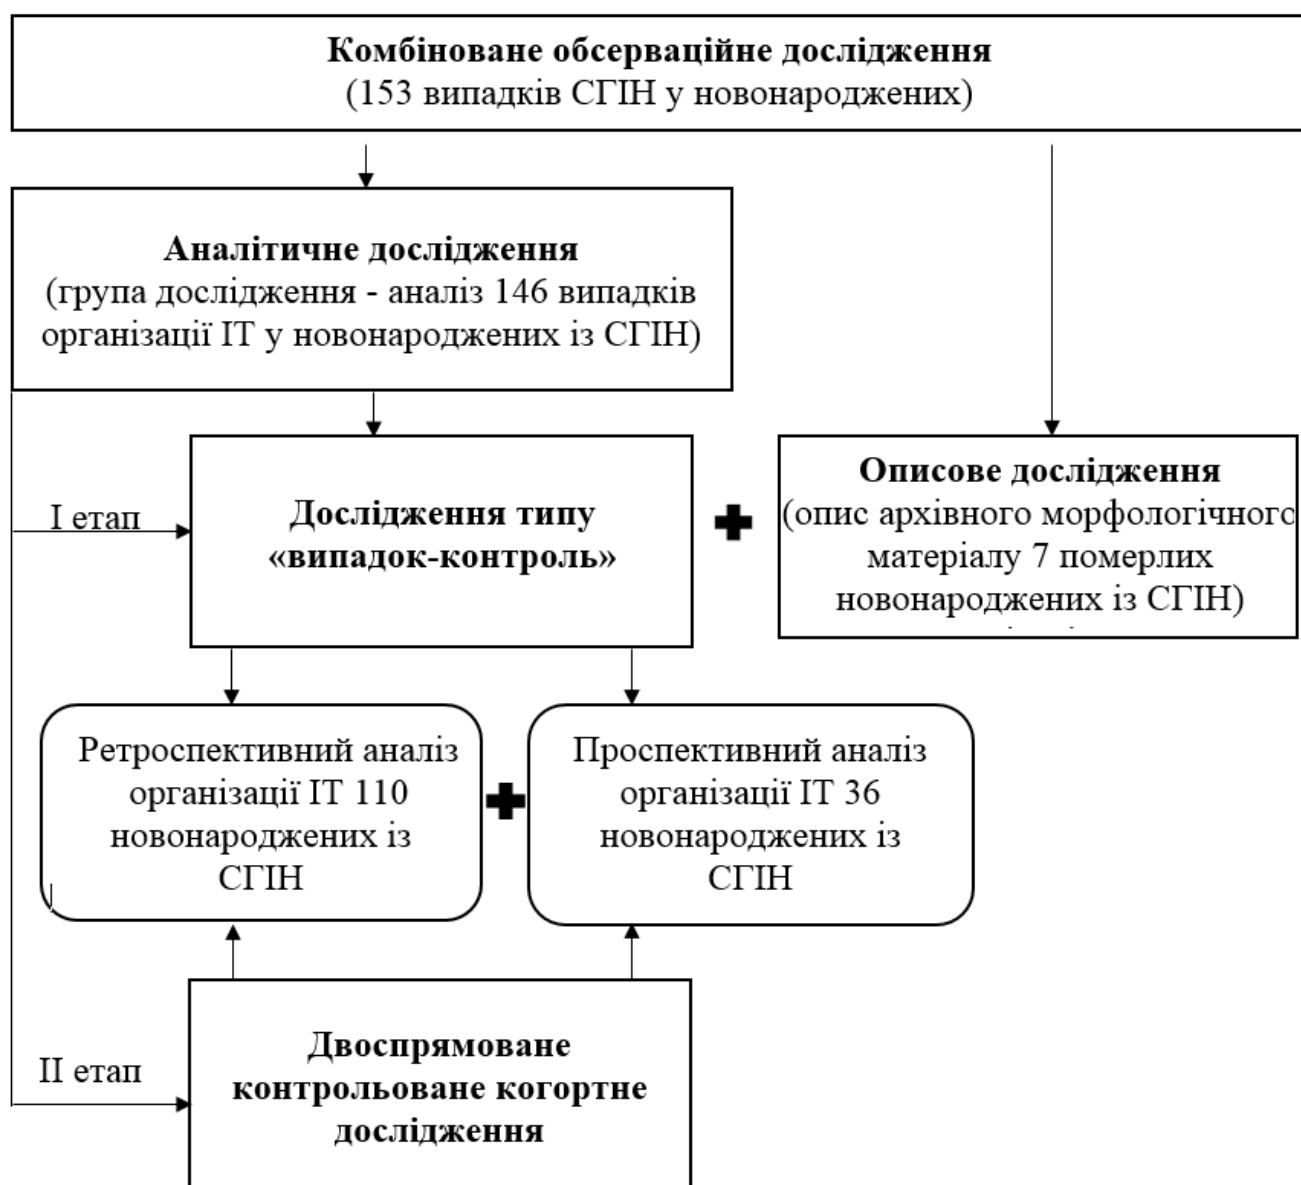 Комбіноване обсерваційне дослідження
(153 випадків СГІН у новонароджених)
Аналітичне дослідження
(група дослідження - аналіз 146 випадків
організації ІТ у новонароджених із СГІН)
І етап
Дослідження типу
«випадок-контроль»
Описове дослідження
(опис архівного морфологічного
матеріалу 7 померлих
новонароджених із СГІН)
Ретроспективний аналіз
організації ІТ 110
новонароджених із
СГІН
Проспективний аналіз
організації ІТ 36
новонароджених із
СГІН
ІІ етап
Двоспрямоване
контрольоване когортне
дослідження